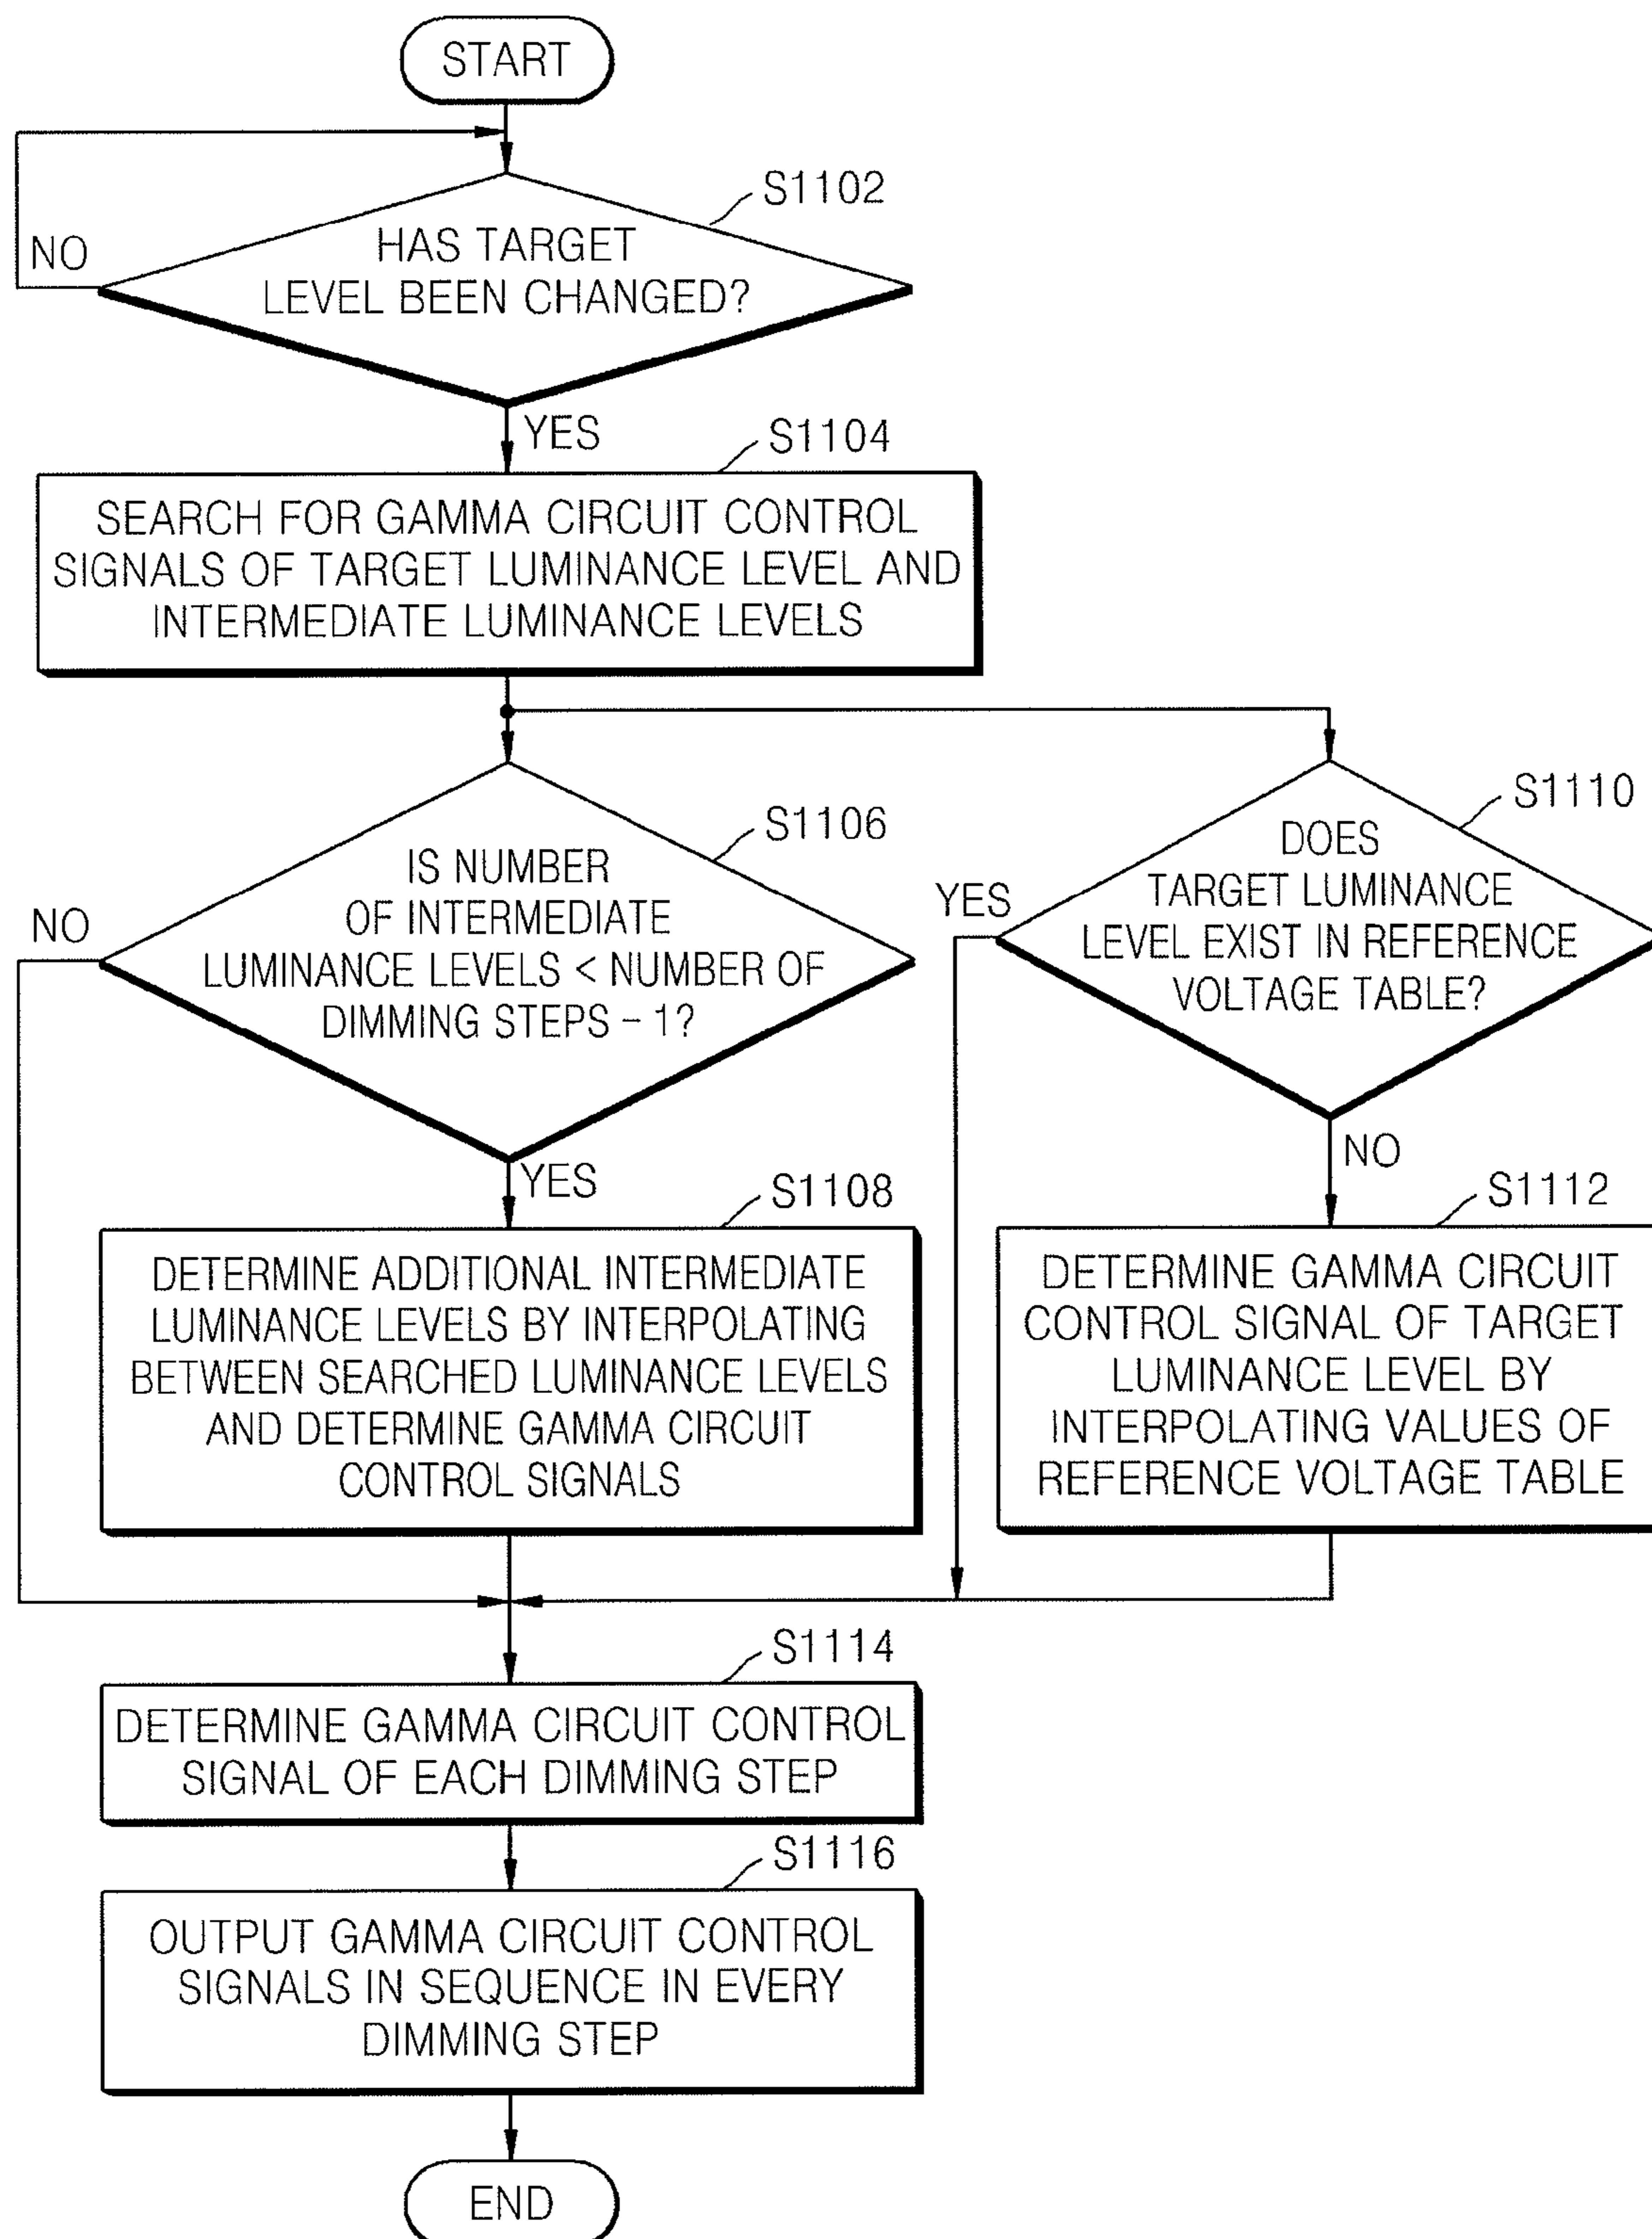 START
S1102
HAS TARGET
LEVEL BEEN CHANGED?
NO
YES
S1104
SEARCH FOR GAMMA CIRCUIT CONTROL
SIGNALS OF TARGET LUMINANCE LEVEL AND
INTERMEDIATE LUMINANCE LEVELS
S1106
IS NUMBER
OF INTERMEDIATE
LUMINANCE LEVELS < NUMBER OF
DIMMING STEPS – 1?
NO
YES
S1110
DOES
TARGET LUMINANCE
LEVEL EXIST IN REFERENCE
VOLTAGE TABLE?
YES
NO
S1108
DETERMINE ADDITIONAL INTERMEDIATE
LUMINANCE LEVELS BY INTERPOLATING
BETWEEN SEARCHED LUMINANCE LEVELS
AND DETERMINE GAMMA CIRCUIT
CONTROL SIGNALS
S1112
DETERMINE GAMMA CIRCUIT
CONTROL SIGNAL OF TARGET
LUMINANCE LEVEL BY
INTERPOLATING VALUES OF
REFERENCE VOLTAGE TABLE
S1114
DETERMINE GAMMA CIRCUIT CONTROL
SIGNAL OF EACH DIMMING STEP
S1116
OUTPUT GAMMA CIRCUIT CONTROL
SIGNALS IN SEQUENCE IN EVERY
DIMMING STEP
END